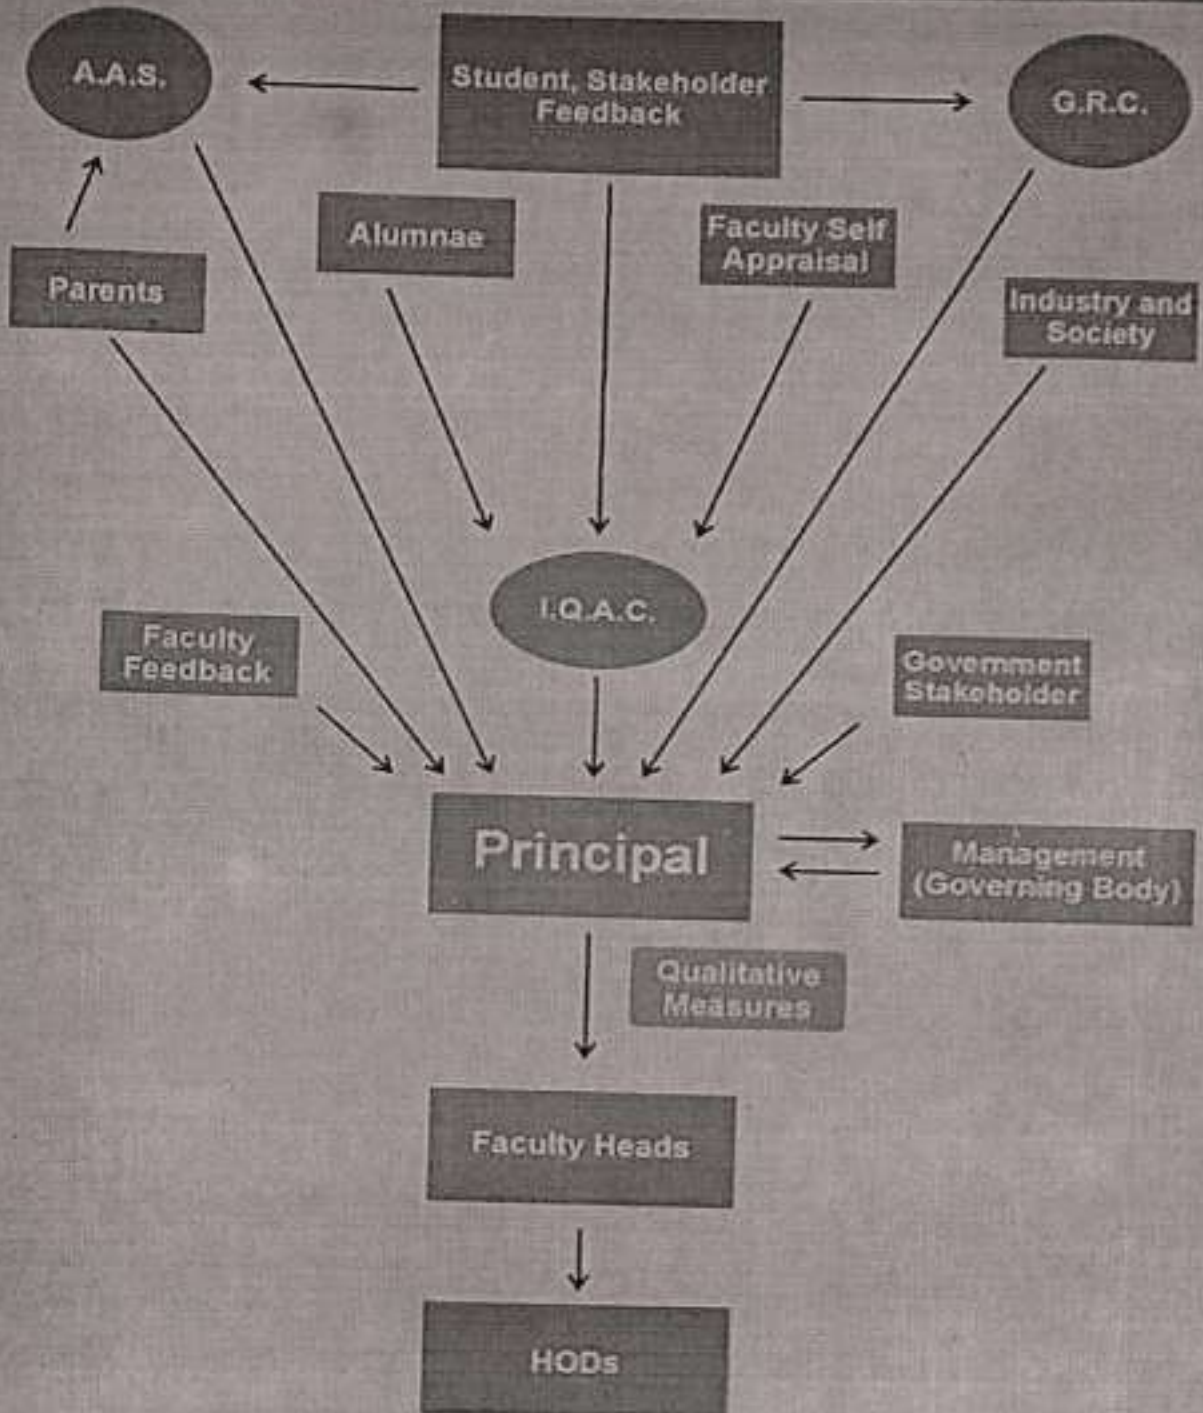 A.A.S.
Student, Stakeholder
Feedback
G.R.C.
Parents
Alumnae
Faculty Self
Appraisal
Industry and
Society
I.Q.A.C.
Faculty
Feedback
Government
Stakeholder
Principal
Management
(Governing Body)
Qualitative
Measures
Faculty Heads
HODs